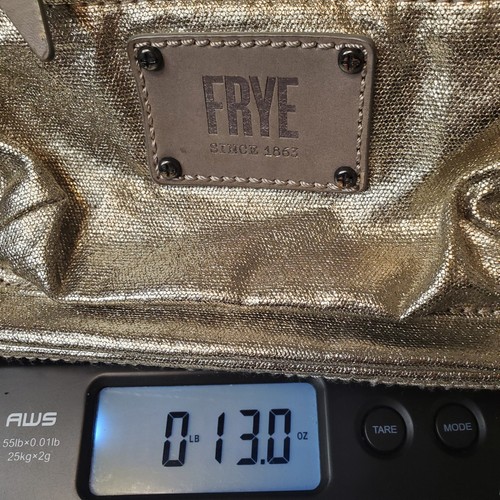 FRYE
SINCE 1863
AWS
55lb×0.01lb
25kg×2g
0 LB 13.0 OZ
TARE
MODE